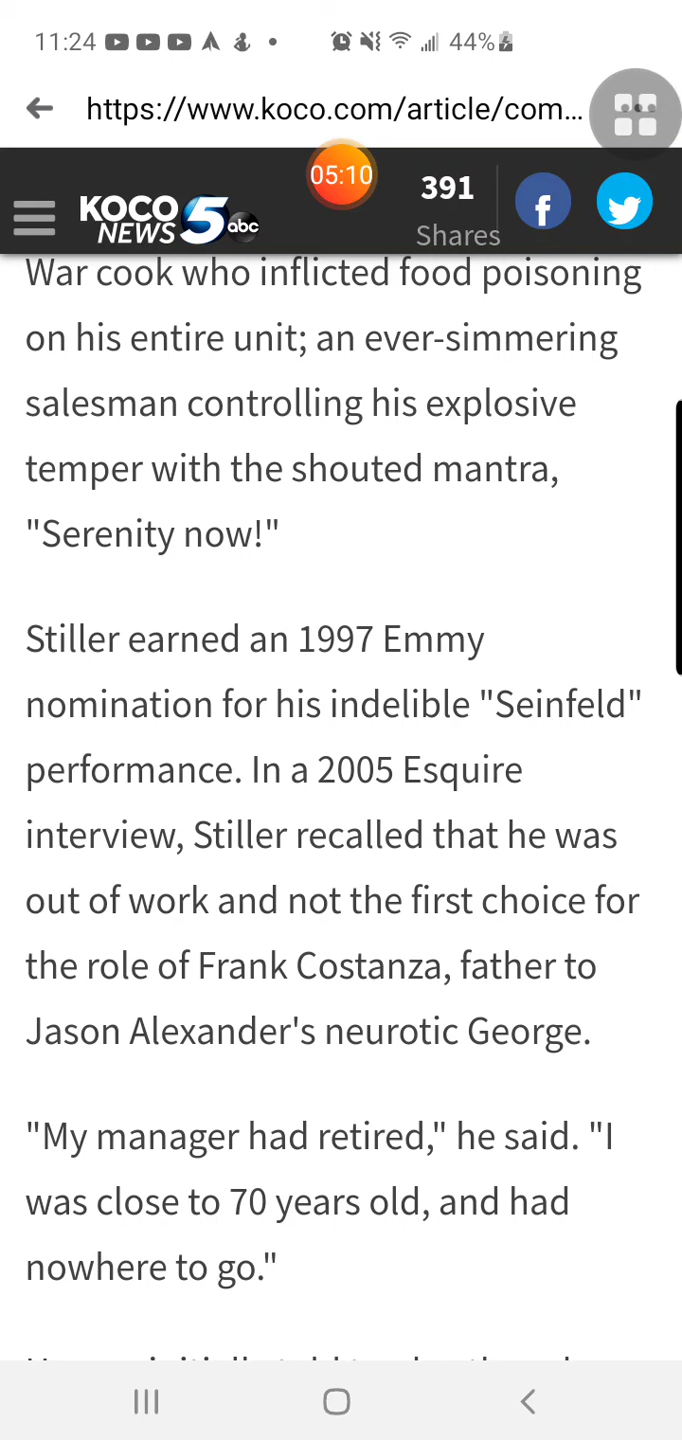 11:24 44%
https://www.koco.com/article/com...
05:10
KOCO NEWS 5 abc
391
Shares
War cook who inflicted food poisoning
on his entire unit; an ever-simmering
salesman controlling his explosive
temper with the shouted mantra,
"Serenity now!"
Stiller earned an 1997 Emmy
nomination for his indelible "Seinfeld"
performance. In a 2005 Esquire
interview, Stiller recalled that he was
out of work and not the first choice for
the role of Frank Costanza, father to
Jason Alexander's neurotic George.
"My manager had retired," he said. "I
was close to 70 years old, and had
nowhere to go."